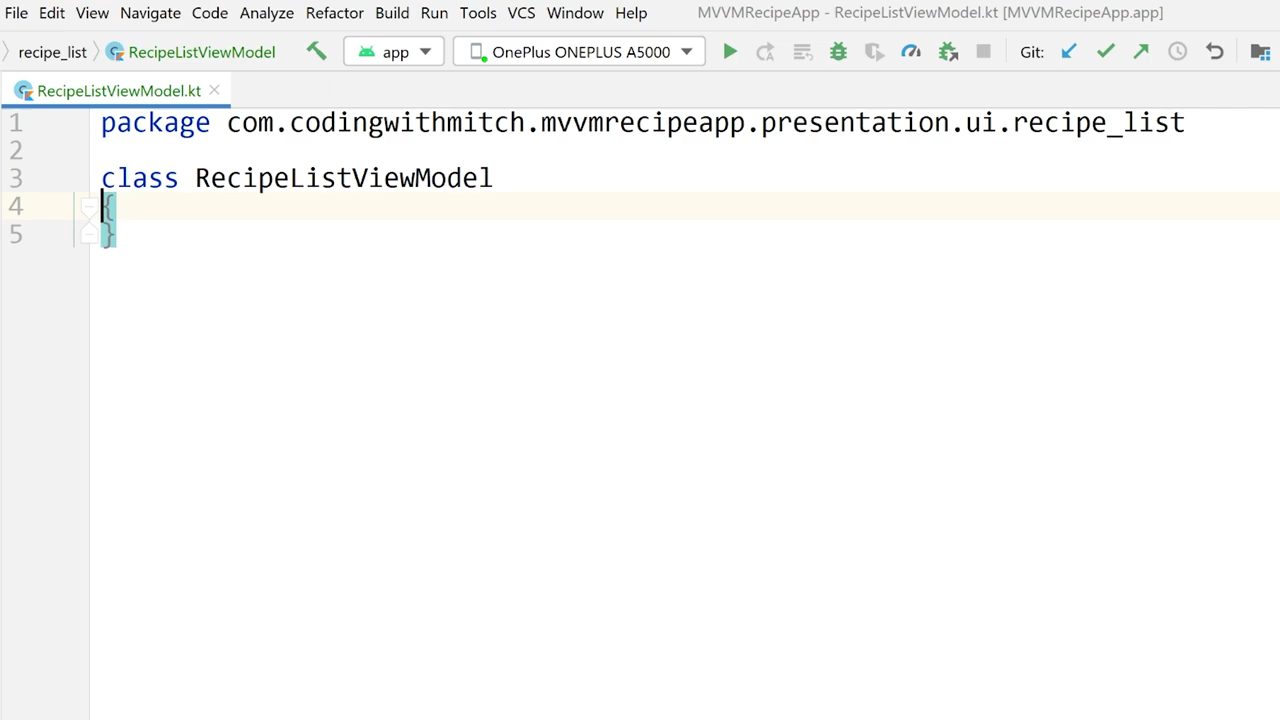 File Edit View Navigate Code Analyze Refactor Build Run Tools VCS Window Help MVVMRecipeApp - RecipeListViewModel.kt [MVVMRecipeApp.app]
recipe_list RecipeListViewModel app OnePlus ONEPLUS A5000 Git:
RecipeListViewModel.kt
1 package com.codingwithmitch.mvvmrecipeapp.presentation.ui.recipe_list
2
3 class RecipeListViewModel
4 {
5 }